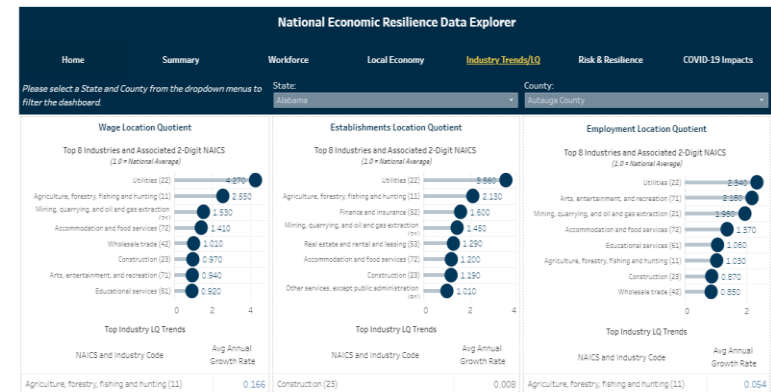 National Economic Resilience Data Explorer
Home Summary Workforce Local Economy Industry Trends/LQ Risk & Resilience COVID-19 Impacts
Please select a State and County from the dropdown menus to
filter the dashboard.
State:
Alabama
County:
Autauga County
Wage Location Quotient
Top 8 Industries and Associated 2-Digit NAICS
(1.0 = National Average)
Utilities (22) 4.270
Agriculture, forestry, fishing and hunting (11) 2.550
Mining, quarrying, and oil and gas extraction 1.530
Accommodation and food services (72) 1.410
Wholesale trade (42) 1.010
Construction (23) 0.970
Arts, entertainment, and recreation (71) 0.940
Educational services (61) 0.920
0 2 4
Top Industry LQ Trends
NAICS and Industry Code
Avg Annual
Growth Rate
Agriculture, forestry, fishing and hunting (11) 0.166
Establishments Location Quotient
Top 8 Industries and Associated 2-Digit NAICS
(1.0 = National Average)
Utilities (22) 3.560
Agriculture, forestry, fishing and hunting (11) 2.130
Finance and insurance (52) 1.600
Mining, quarrying, and oil and gas extraction 1.450
Real estate and rental and leasing (53) 1.290
Accommodation and food services (72) 1.200
Construction (23) 1.190
Other services, except public administration 1.010
0 2 4
Top Industry LQ Trends
NAICS and Industry Code
Avg Annual
Growth Rate
Construction (23) 0.008
Employment Location Quotient
Top 8 Industries and Associated 2-Digit NAICS
(1.0 = National Average)
Utilities (22) 2.340
Arts, entertainment, and recreation (71)
Mining, quarrying, and oil and gas extraction (21) 1.950
Accommodation and food services (72) 1.370
Educational services (61) 1.060
Agriculture, forestry, fishing and hunting (11) 1.030
Construction (23) 0.870
Wholesale trade (42) 0.850
0 2
Top Industry LQ Trends
NAICS and Industry Code
Avg Annual
Growth Rate
Agriculture, forestry, fishing and hunting (11) 0.054